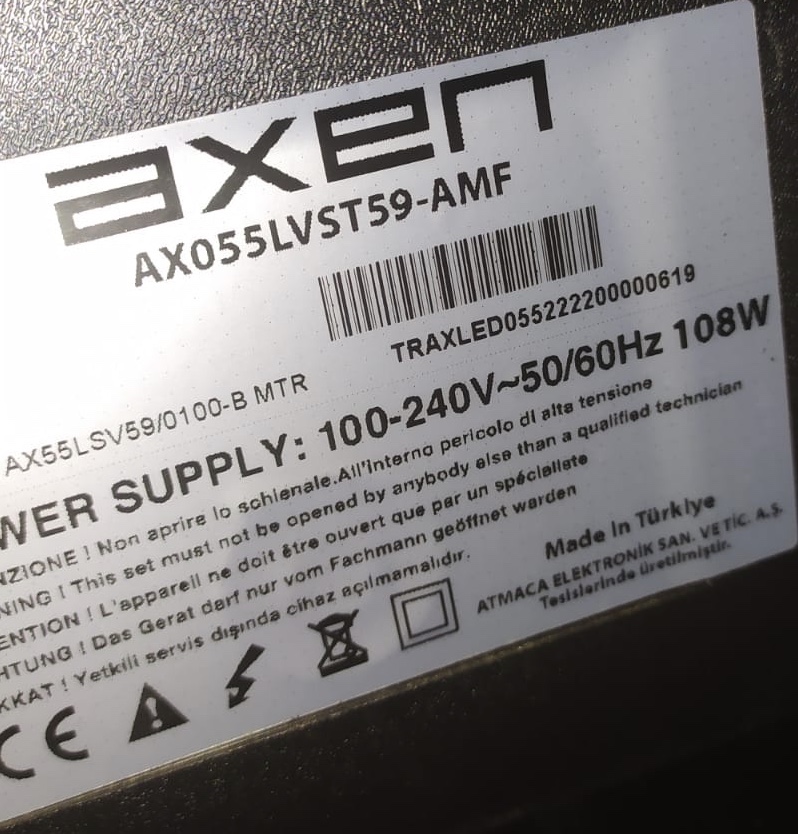 axen
AX055LVST59-AMF
TRAXLED055222200000619
AX55LSV59/0100-B MTR
WER SUPPLY: 100-240V~50/60Hz 108W
NZIONE ! Non aprire lo schienale.All'interno pericolo di alta tensione
NING ! This set must not be opened by anybody else than a qualified technician
ENTION ! L'appareil ne doit être ouvert que par un spécialiste
HTUNG ! Das Gerat darf nur vom Fachmann geöffnet warden
KKAT ! Yetkili servis dışında cihaz açılmamalıdır.
Made In Türkiye
ATMACA ELEKTRONİK SAN. VE TİC. A.Ş.
Tesislerinde üretilmiştir.
CE